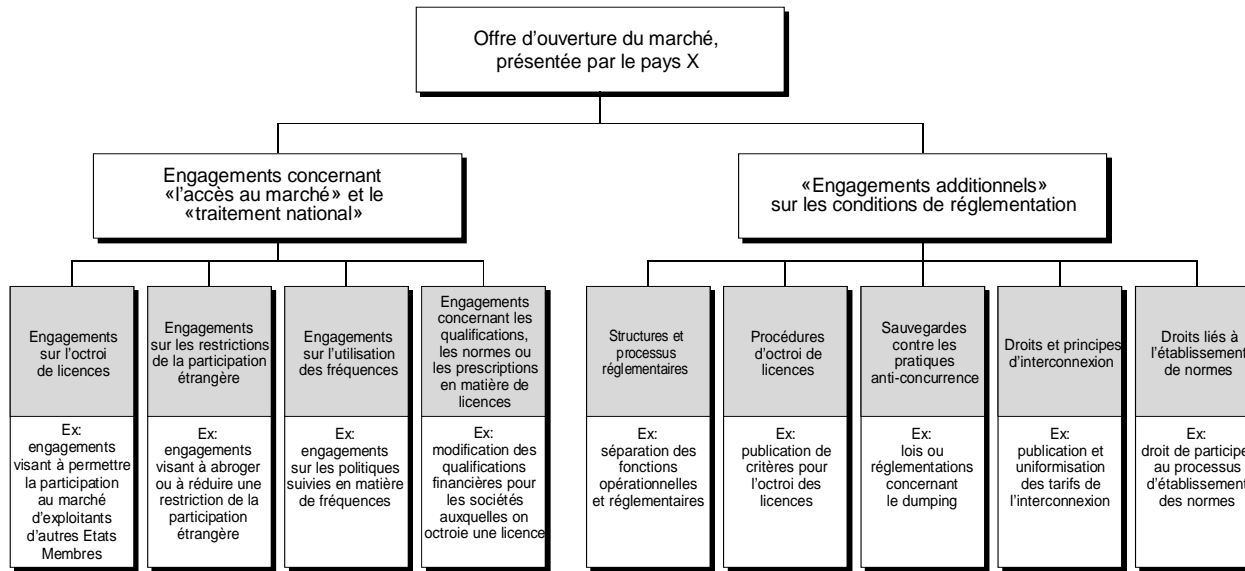 Offre d'ouverture du marché,
présentée par le pays X
Engagements concernant
«l'accès au marché» et le
«traitement national»
«Engagements additionnels»
sur les conditions de réglementation
Engagements
sur l'octroi
de licences
Engagements
sur les restrictions
de la participation
étrangère
Engagements
sur l'utilisation
des fréquences
Engagements
concernant les
qualifications,
les normes ou
les prescriptions
en matière de
licences
Structures et
processus
réglementaires
Procédures
d'octroi de
licences
Sauvegardes
contre les
pratiques
anti-concurrence
Droits et principes
d'interconnexion
Droits liés à
l'établissement
de normes
Ex:
engagements
visant à permettre
la participation
au marché
d'exploitants
d'autres Etats
Membres
Ex:
engagements
visant à abroger
ou à réduire une
restriction de la
participation
étrangère
Ex:
engagements
sur les politiques
suivies en matière
de fréquences
Ex:
modification des
qualifications
financières pour
les sociétés
auxquelles on
octroie une licence
Ex:
séparation des
fonctions
opérationnelles
et réglementaires
Ex:
publication de
critères pour
l'octroi des
licences
Ex:
lois ou
réglementations
concernant
le dumping
Ex:
publication et
uniformisation
des tarifs de
l'interconnexion
Ex:
droit de participe
au processus
d'établissement
des normes